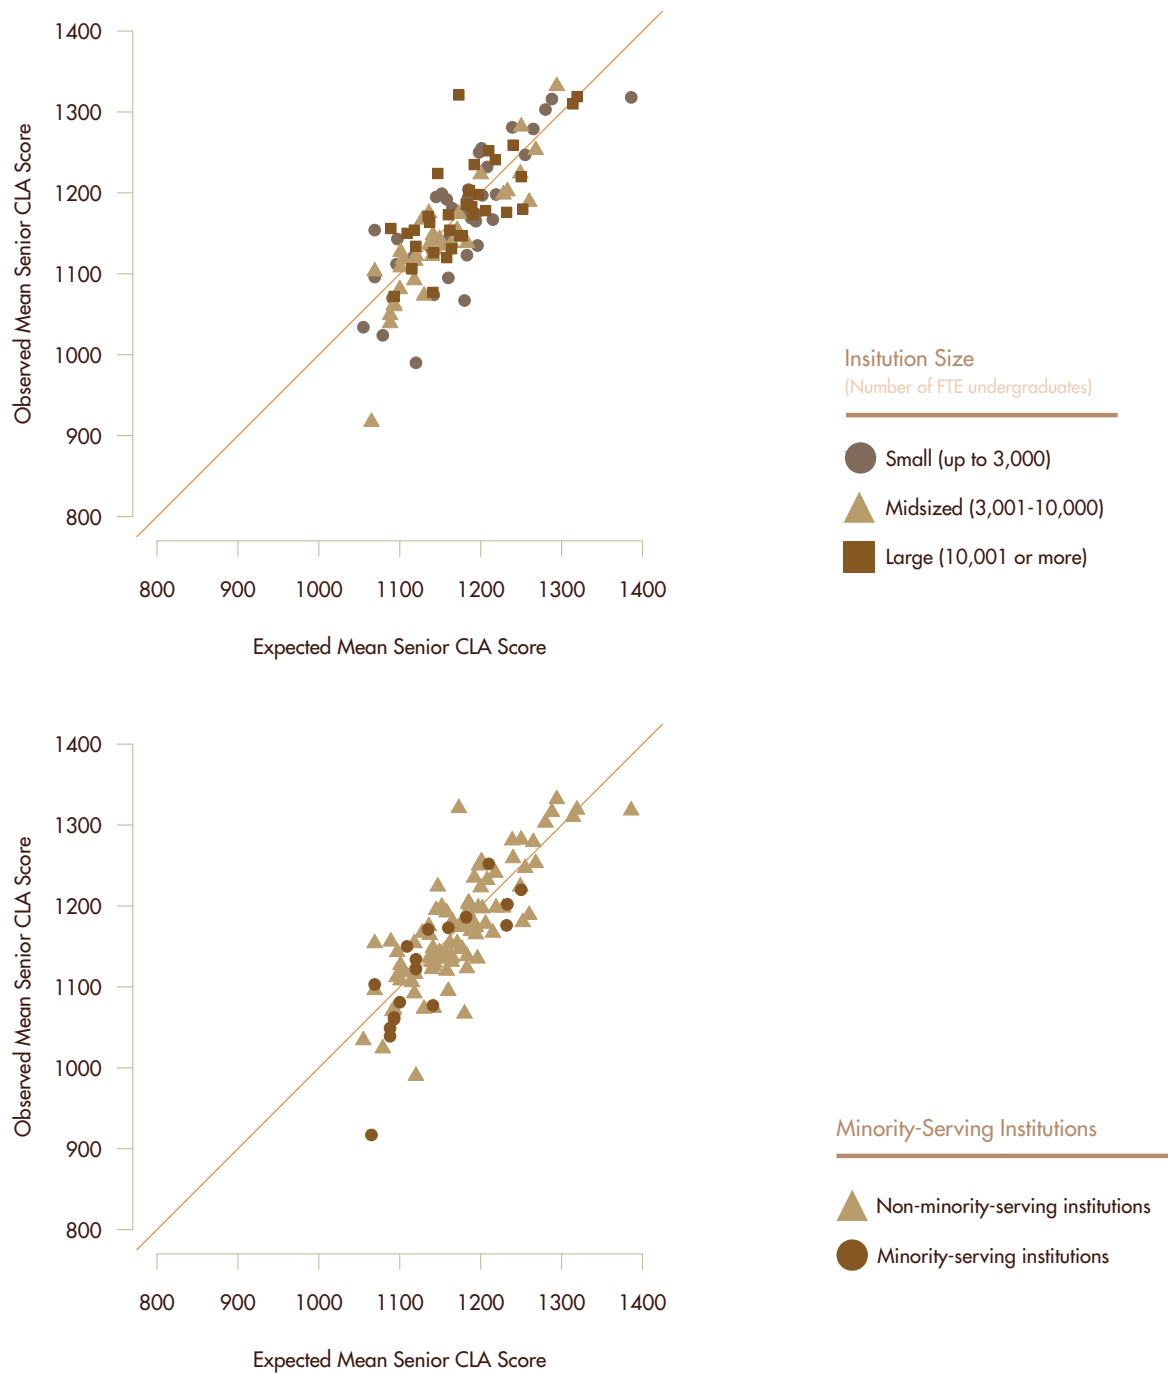 1400
1300
1200
1100
1000
900
800
Observed Mean Senior CLA Score
800 900 1000 1100 1200 1300 1400
Expected Mean Senior CLA Score
Insitution Size
(Number of FTE undergraduates)
Small (up to 3,000)
Midsized (3,001-10,000)
Large (10,001 or more)
1400
1300
1200
1100
1000
900
800
Observed Mean Senior CLA Score
800 900 1000 1100 1200 1300 1400
Expected Mean Senior CLA Score
Minority-Serving Institutions
Non-minority-serving institutions
Minority-serving institutions